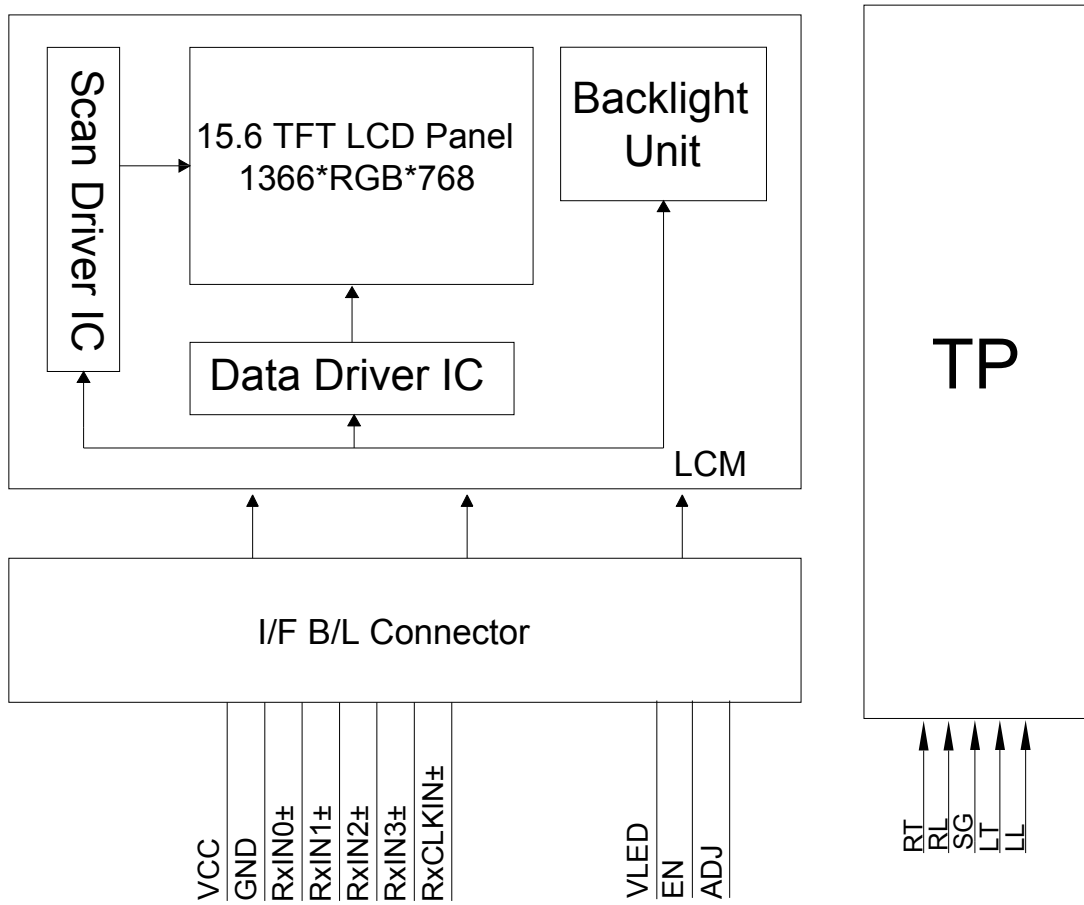 Scan Driver IC
15.6 TFT LCD Panel
1366*RGB*768
Backlight
Unit
Data Driver IC
LCM
TP
I/F B/L Connector
VCC
GND
RxIN0±
RxIN1±
RxIN2±
RxIN3±
RxCLKIN±
VLED
EN
ADJ
RT
RL
SG
LT
LL